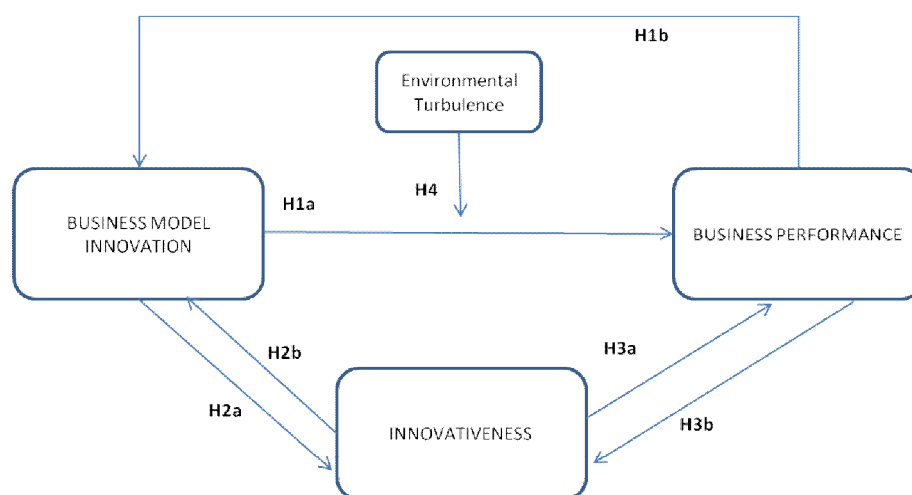 H1b
Environmental
Turbulence
H4
H1a
BUSINESS MODEL
INNOVATION
BUSINESS PERFORMANCE
H2b
H3a
H2a
H3b
INNOVATIVENESS